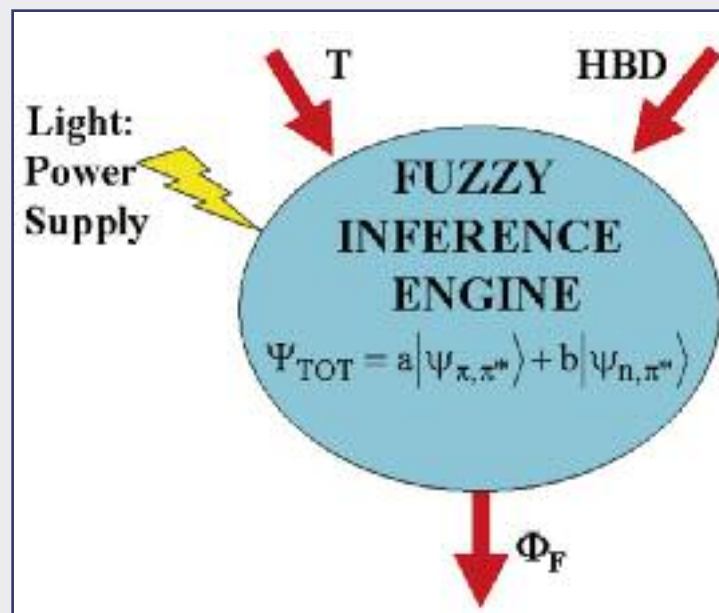 T
HBD
Light:
Power
Supply
FUZZY
INFERENCE
ENGINE
Ψ_TOT = a|ψ_π,π*⟩ + b|ψ_n,π*⟩
Φ_F